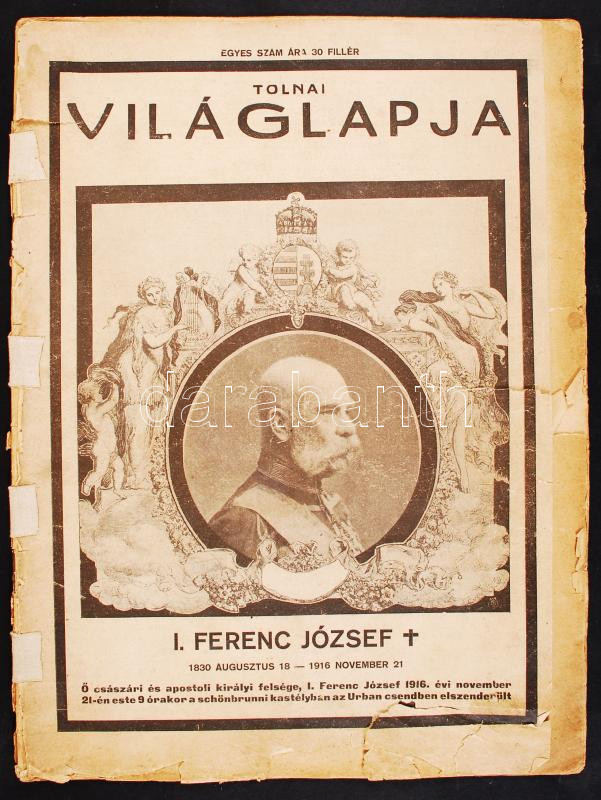 EGYES SZÁM ÁRA 30 FILLÉR
TOLNAI
VILÁGLAPJA
darabanth
I. FERENC JÓZSEF ✝
1830 AUGUSZTUS 18 — 1916 NOVEMBER 21
Ő császári és apostoli királyi felsége, I. Ferenc József 1916. évi november
21-én este 9 órakor a schönbrunni kastélyban az Urban csendben elszenderült